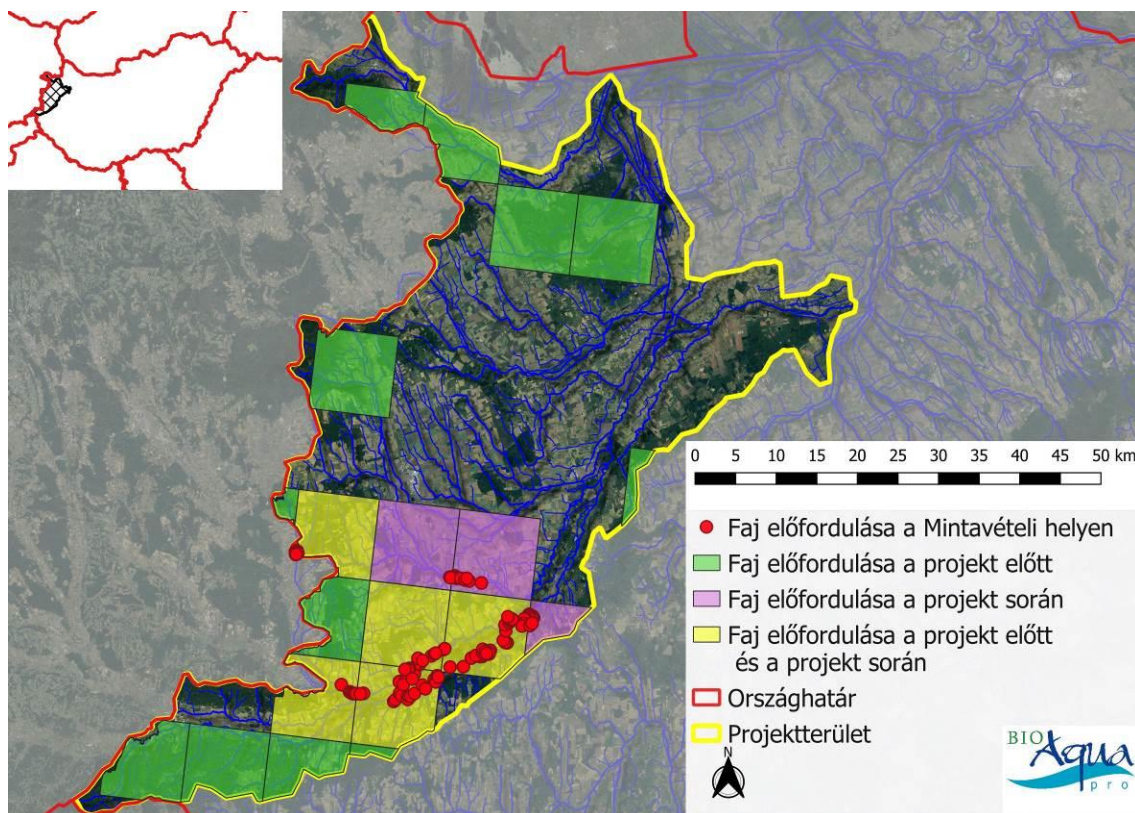 0 5 10 15 20 25 30 35 40 45 50 km
Faj előfordulása a Mintavételi helyen
Faj előfordulása a projekt előtt
Faj előfordulása a projekt során
Faj előfordulása a projekt előtt
és a projekt során
Országhatár
Projektterület
N
BIO
Aqua
pro